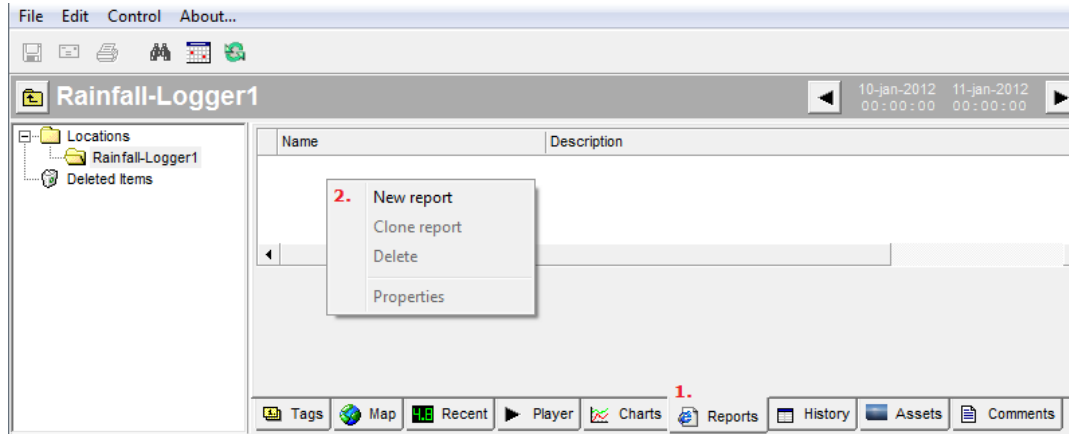 File Edit Control About...
Rainfall-Logger1
10-jan-2012 11-jan-2012
00:00:00 00:00:00
Locations
Rainfall-Logger1
Deleted Items
Name Description
2. New report
Clone report
Delete
Properties
1.
Tags Map 4.8 Recent Player Charts Reports History Assets Comments